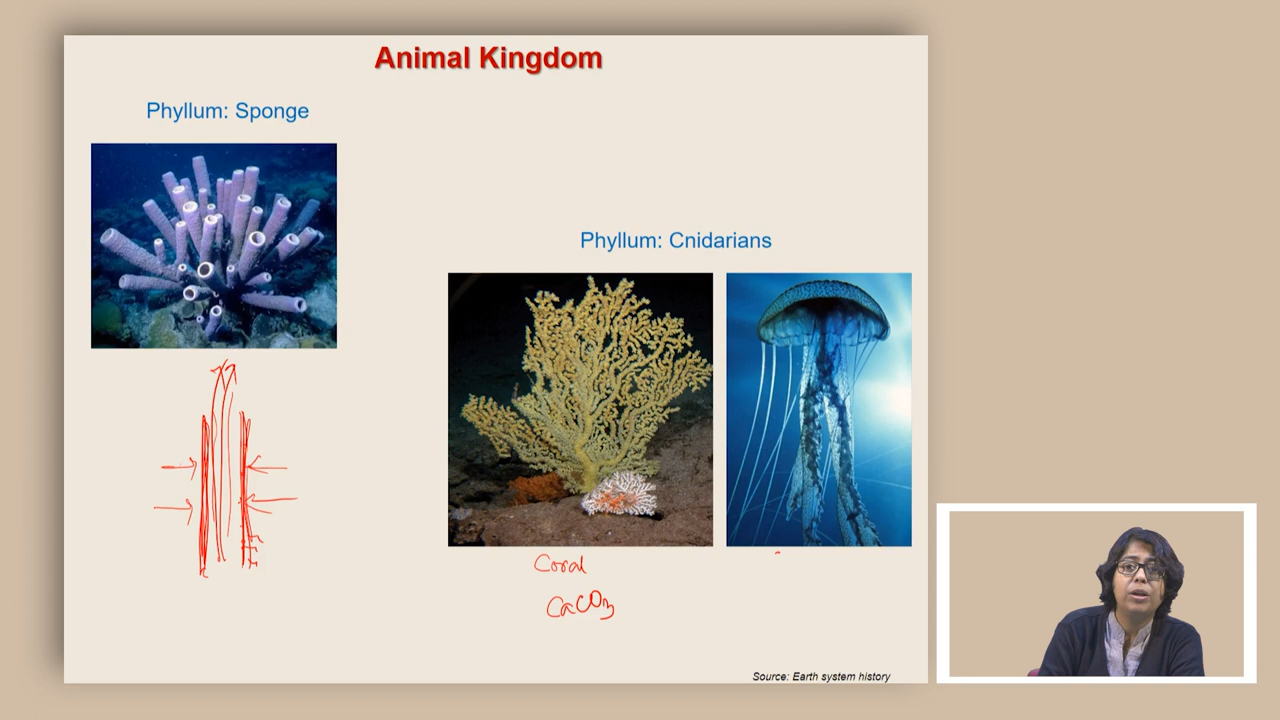 Animal Kingdom
Phyllum: Sponge
Phyllum: Cnidarians
Coral
CaCO3
Source: Earth system history